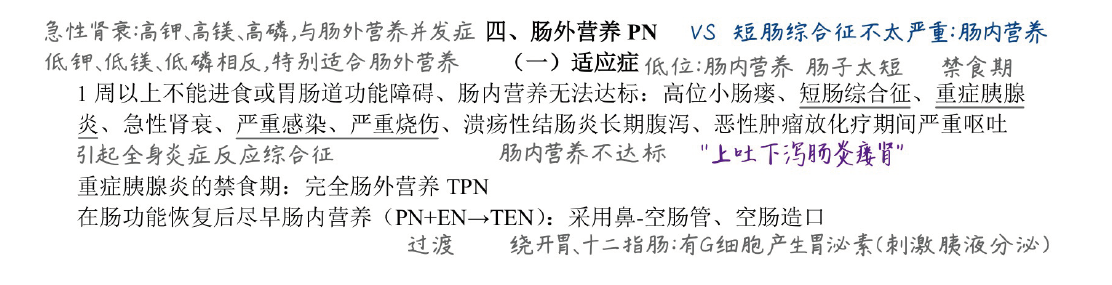 急性肾衰:高钾、高镁、高磷,与肠外营养并发症 四、肠外营养 PN VS 短肠综合征不太严重:肠内营养
低钾、低镁、低磷相反,特别适合肠外营养 （一）适应症 低位:肠内营养 肠子太短 禁食期
1 周以上不能进食或胃肠道功能障碍、肠内营养无法达标：高位小肠瘘、短肠综合征、重症胰腺
炎、急性肾衰、严重感染、严重烧伤、溃疡性结肠炎长期腹泻、恶性肿瘤放化疗期间严重呕吐
引起全身炎症反应综合征 肠内营养不达标 "上吐下泻肠炎瘘肾"
重症胰腺炎的禁食期：完全肠外营养 TPN
在肠功能恢复后尽早肠内营养（PN+EN→TEN）：采用鼻-空肠管、空肠造口
过渡 绕开胃、十二指肠:有G细胞产生胃泌素(刺激胰液分泌)